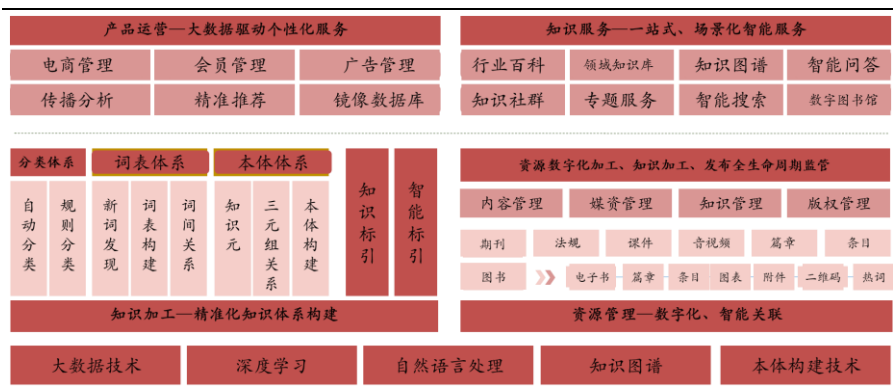 产品运营—大数据驱动个性化服务
电商管理 会员管理 广告管理
传播分析 精准推荐 镜像数据库
知识服务—一站式、场景化智能服务
行业百科 领域知识库 知识图谱 智能问答
知识社群 专题服务 智能搜索 数字图书馆
分类体系 词表体系 本体体系
自动分类
规则分类
新词发现
词表构建
词间关系
知识元
三元组关系
本体构建
知识标引
智能标引
知识加工—精准化知识体系构建
资源数字化加工、知识加工、发布全生命周期监管
内容管理 媒资管理 知识管理 版权管理
期刊 法规 课件 音视频 篇章 条目
图书 电子书 篇章 条目 图表 附件 二维码 热词
资源管理—数字化、智能关联
大数据技术 深度学习 自然语言处理 知识图谱 本体构建技术